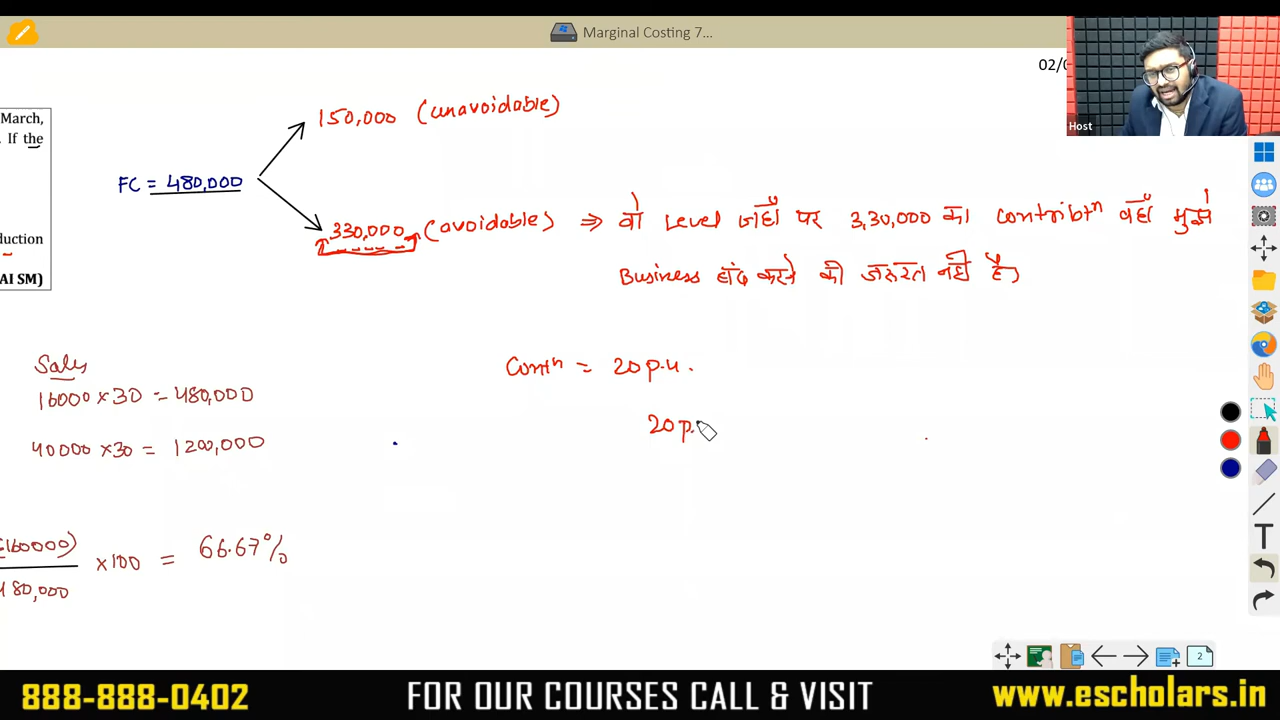 Marginal Costing 7...
02/0
March,
. If the
duction
AI SM)
150,000 (unavoidable)
FC = 480,000
330,000 (avoidable) ⇒ वो Level जहाँ पर 3,30,000 का contribtⁿ वहाँ मुझे
Business बंद करने की जरूरत नहीं है।
Sales
16000 × 30 = 480,000
40000 × 30 = 1200,000
Contⁿ = 20 p.u.
20 p.
160000)
480,000
×100 = 66.67%
Host
2
888-888-0402 FOR OUR COURSES CALL & VISIT www.escholars.in